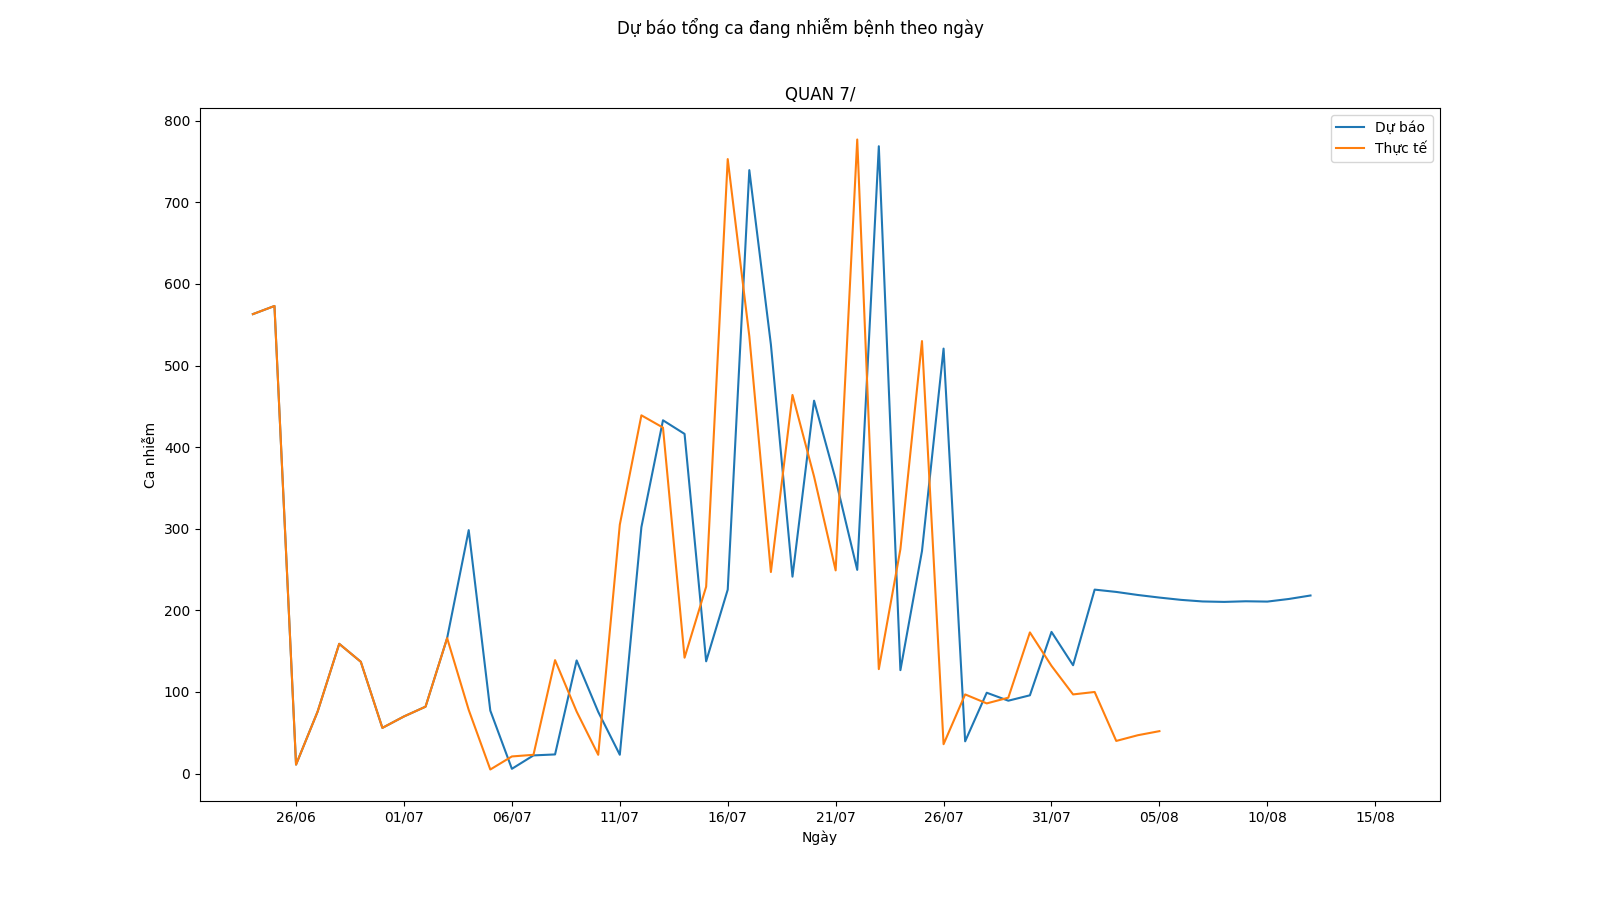 Dự báo tổng ca đang nhiễm bệnh theo ngày
QUAN 7/
Dự báo
Thực tế
800
700
600
500
400
300
200
100
0
Ca nhiễm
26/06 01/07 06/07 11/07 16/07 21/07 26/07 31/07 05/08 10/08 15/08
Ngày